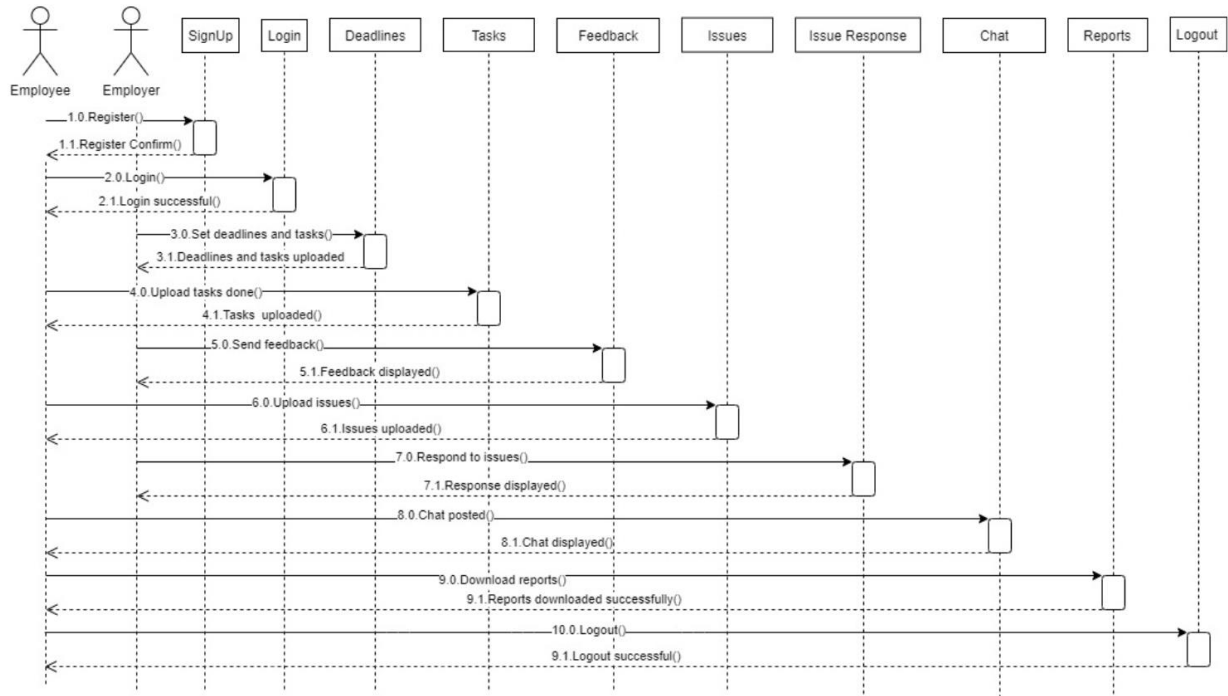 SignUp
Login
Deadlines
Tasks
Feedback
Issues
Issue Response
Chat
Reports
Logout
Employee
Employer
1.0.Register()
1.1.Register Confirm()
2.0.Login()
2.1.Login successful()
3.0.Set deadlines and tasks()
3.1.Deadlines and tasks uploaded
4.0.Upload tasks done()
4.1.Tasks uploaded()
5.0.Send feedback()
5.1.Feedback displayed()
6.0.Upload issues()
6.1.Issues uploaded()
7.0.Respond to issues()
7.1.Response displayed()
8.0.Chat posted()
8.1.Chat displayed()
9.0.Download reports()
9.1.Reports downloaded successfully()
10.0.Logout()
9.1.Logout successful()